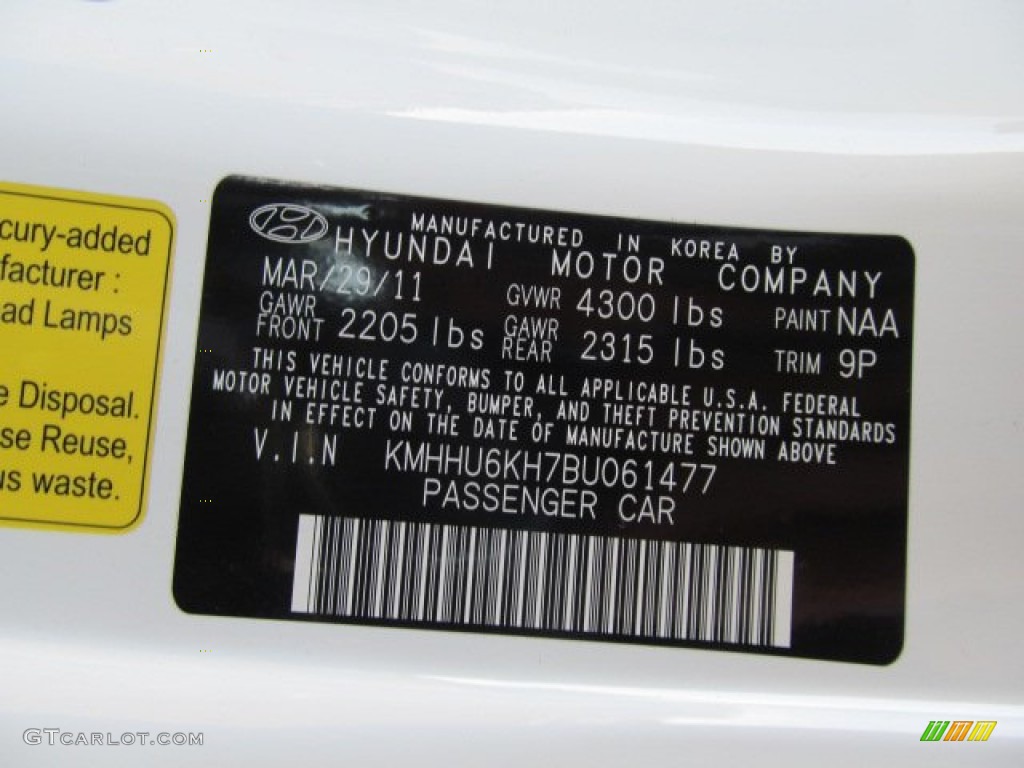 cury-added
facturer :
ad Lamps
e Disposal.
se Reuse,
us waste.
MANUFACTURED IN KOREA BY
HYUNDAI MOTOR COMPANY
MAR/29/11 GVWR 4300 lbs PAINT NAA
GAWR FRONT 2205 lbs GAWR REAR 2315 lbs TRIM 9P
THIS VEHICLE CONFORMS TO ALL APPLICABLE U.S.A. FEDERAL
MOTOR VEHICLE SAFETY, BUMPER, AND THEFT PREVENTION STANDARDS
IN EFFECT ON THE DATE OF MANUFACTURE SHOWN ABOVE
V.I.N KMHHU6KH7BU061477
PASSENGER CAR
GTCARLOT.COM